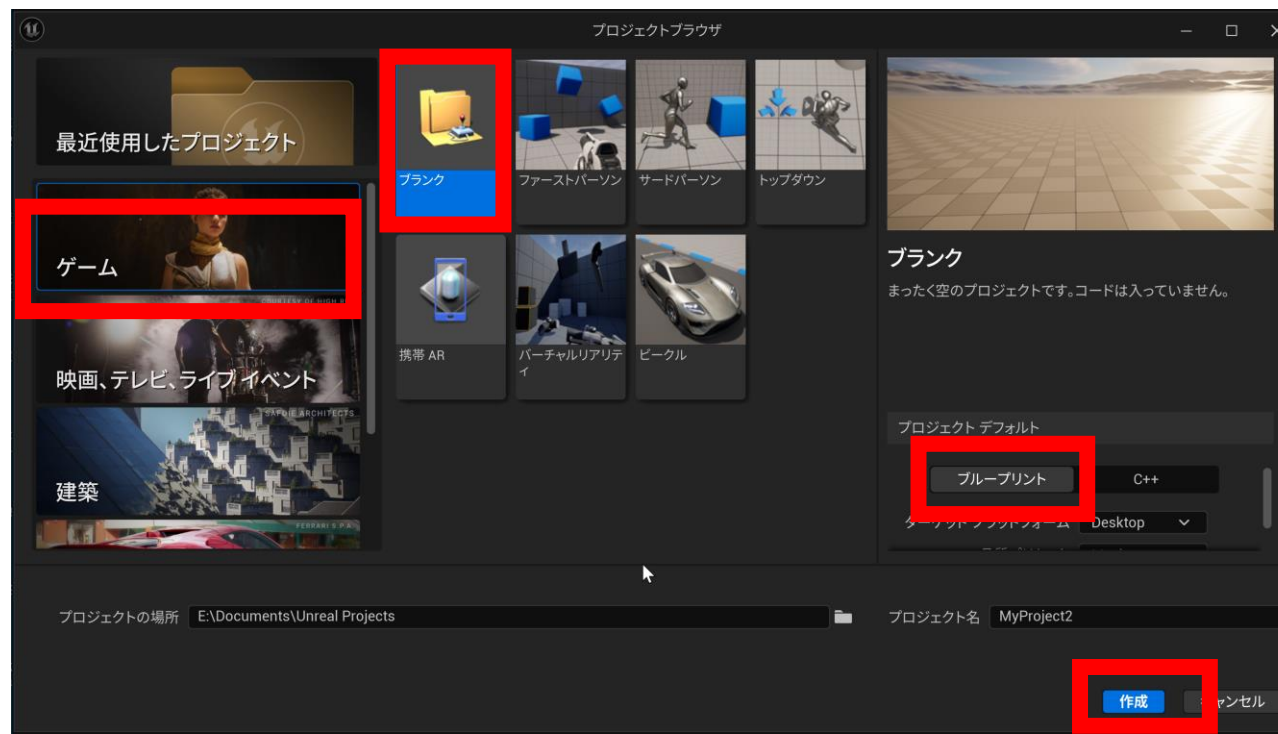 プロジェクトブラウザ
最近使用したプロジェクト
ゲーム
映画、テレビ、ライブ イベント
SAFDIE ARCHITECTS
建築
FERRARI S.P.A.
ブランク
ファーストパーソン
サードパーソン
トップダウン
携帯 AR
バーチャルリアリテ
ィ
ビークル
ブランク
まったく空のプロジェクトです。コードは入っていません。
プロジェクト デフォルト
ブループリント
C++
Desktop
プロジェクトの場所
E:\Documents\Unreal Projects
プロジェクト名
MyProject2
作成
ャンセル